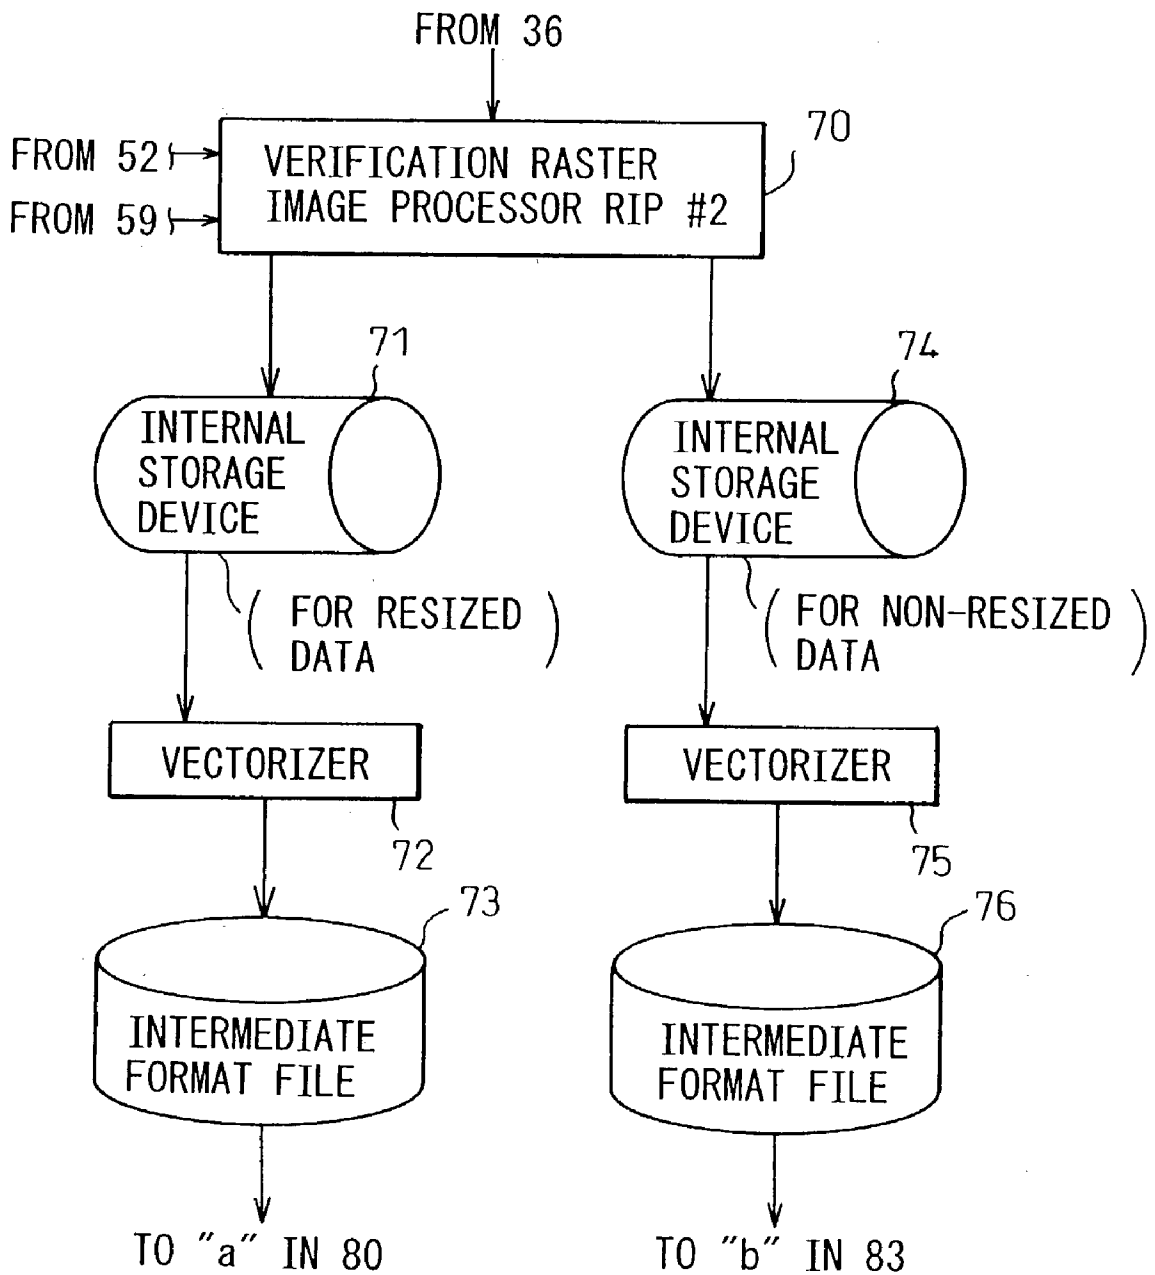 FROM 36
70
FROM 52
VERIFICATION RASTER
IMAGE PROCESSOR RIP #2
FROM 59
71
74
INTERNAL
STORAGE
DEVICE
INTERNAL
STORAGE
DEVICE
(FOR RESIZED
DATA)
(FOR NON-RESIZED
DATA)
VECTORIZER
VECTORIZER
72
75
73
76
INTERMEDIATE
FORMAT FILE
INTERMEDIATE
FORMAT FILE
TO "a" IN 80
TO "b" IN 83